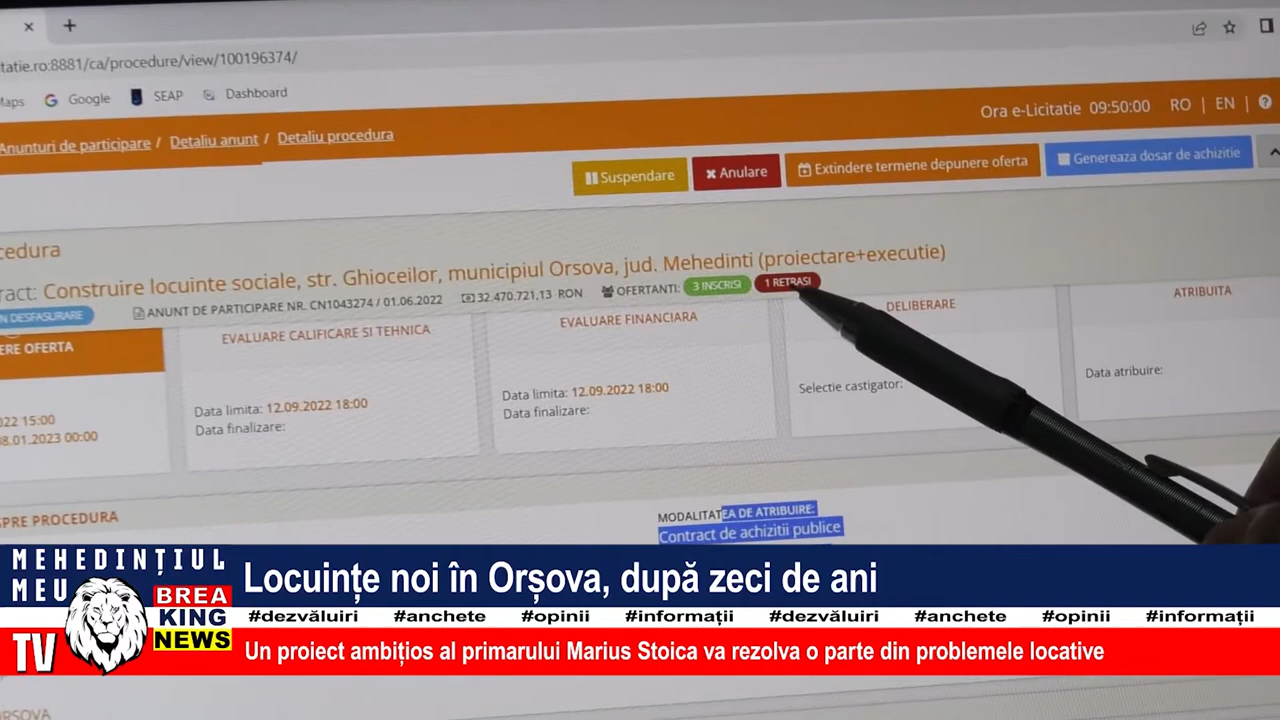 tatie.ro:8881/ca/procedure/view/100196374/
Maps Google SEAP Dashboard
Ora e-Licitatie 09:50:00 RO | EN |
Anunturi de participare / Detaliu anunt / Detaliu procedura
Suspendare Anulare Extindere termene depunere oferta Genereaza dosar de achizitie
cedura
ract: Construire locuinte sociale, str. Ghioceilor, municipiul Orsova, jud. Mehedinti (proiectare+executie)
N DESFASURARE ANUNT DE PARTICIPARE NR. CN1043274 / 01.06.2022 32.470.721,13 RON OFERTANTI: 3 INSCRISI 1 RETRASI
ERE OFERTA EVALUARE CALIFICARE SI TEHNICA EVALUARE FINANCIARA DELIBERARE ATRIBUITA
022 15:00 Data limita: 12.09.2022 18:00 Data limita: 12.09.2022 18:00 Selectie castigator: Data atribuire:
08.01.2023 00:00 Data finalizare: Data finalizare:
SPRE PROCEDURA
MODALITATEA DE ATRIBUIRE:
Contract de achizitii publice
MEHEDINȚIUL
MEU
TV
BREA
KING
NEWS
Locuințe noi în Orșova, după zeci de ani
#dezvăluiri #anchete #opinii #informații #dezvăluiri #anchete #opinii #informații
Un proiect ambițios al primarului Marius Stoica va rezolva o parte din problemele locative
ORSOVA